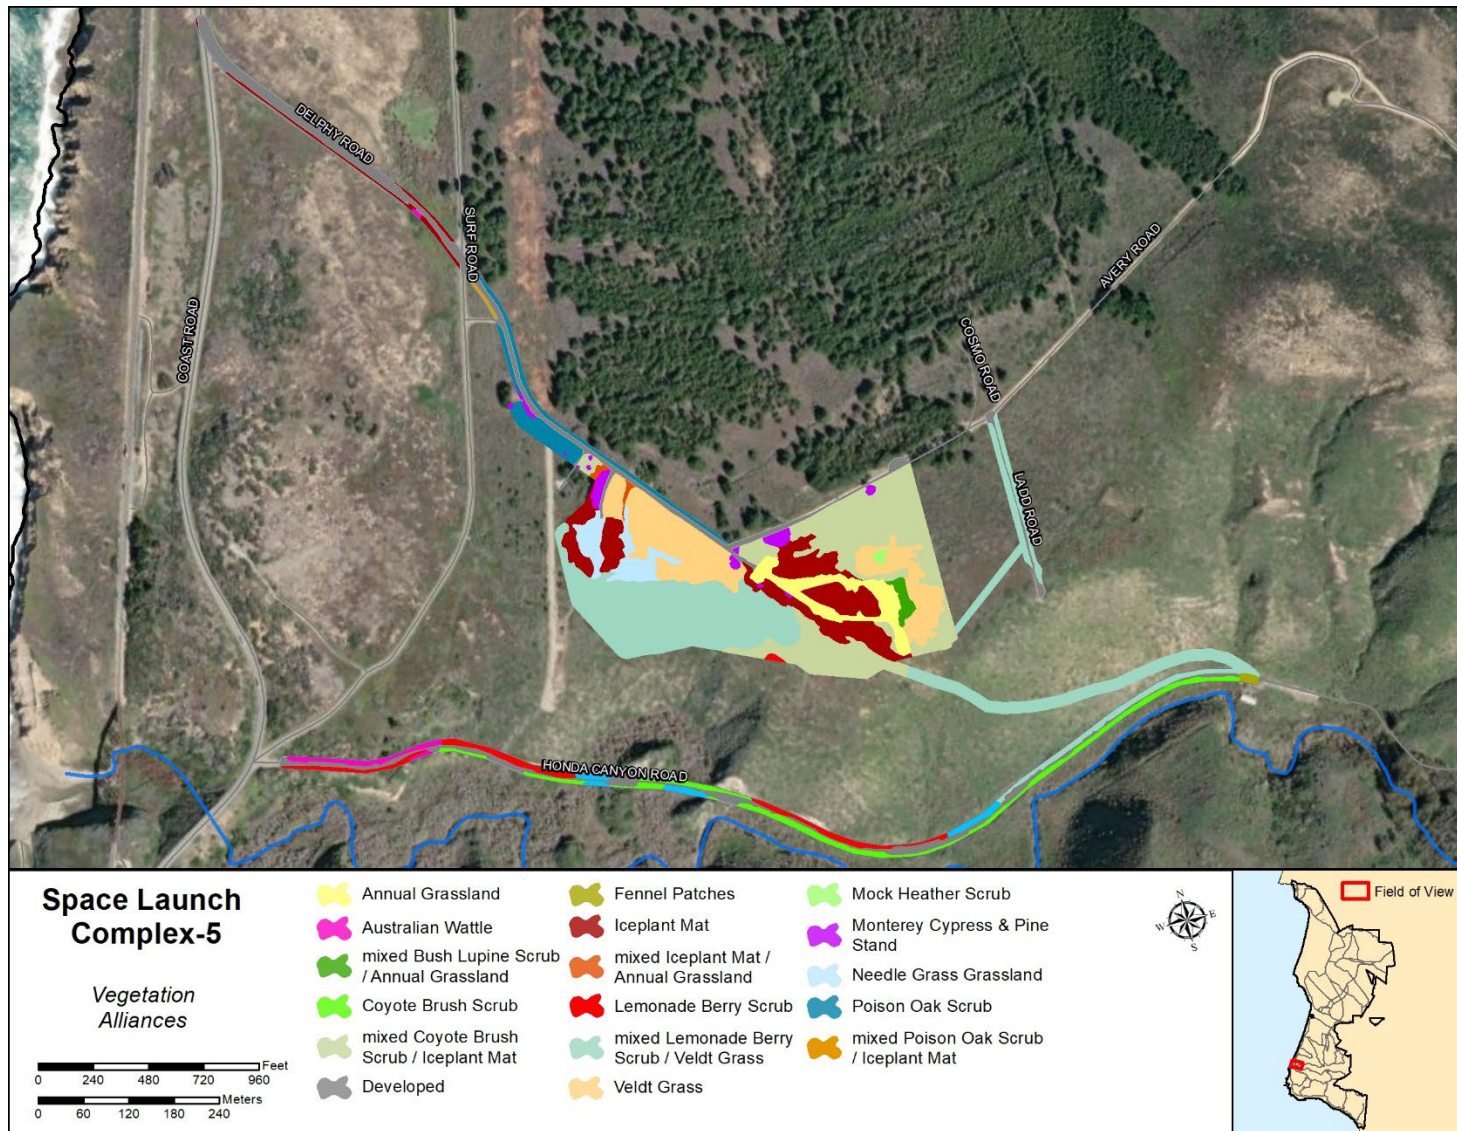 DELPHY ROAD
SURF ROAD
COAST ROAD
AVERY ROAD
COSMO ROAD
LADD ROAD
HONDA CANYON ROAD
Space Launch
Complex-5
Vegetation
Alliances
Feet
0 240 480 720 960
Meters
0 60 120 180 240
Annual Grassland
Australian Wattle
mixed Bush Lupine Scrub
/ Annual Grassland
Coyote Brush Scrub
mixed Coyote Brush
Scrub / Iceplant Mat
Developed
Fennel Patches
Iceplant Mat
mixed Iceplant Mat /
Annual Grassland
Lemonade Berry Scrub
mixed Lemonade Berry
Scrub / Veldt Grass
Veldt Grass
Mock Heather Scrub
Monterey Cypress & Pine
Stand
Needle Grass Grassland
Poison Oak Scrub
mixed Poison Oak Scrub
/ Iceplant Mat
N
W E
S
Field of View